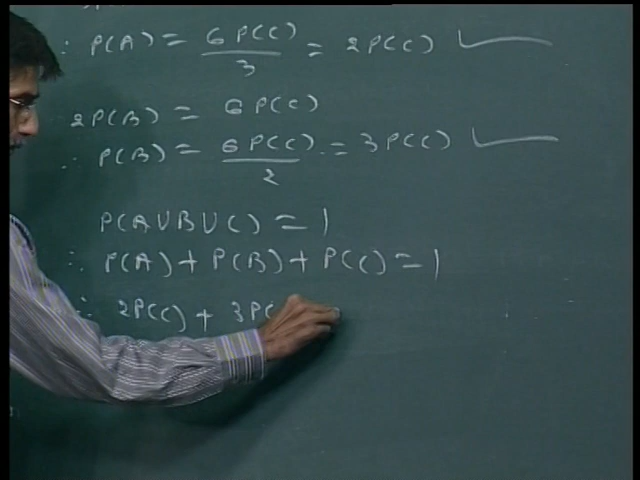 ∴ P(A) = 6P(C)/3 = 2P(C)
2P(B) = 6P(C)
∴ P(B) = 6P(C)/2 = 3P(C)
P(A∪B∪C) = 1
∴ P(A) + P(B) + P(C) = 1
∴ 2P(C) + 3P(